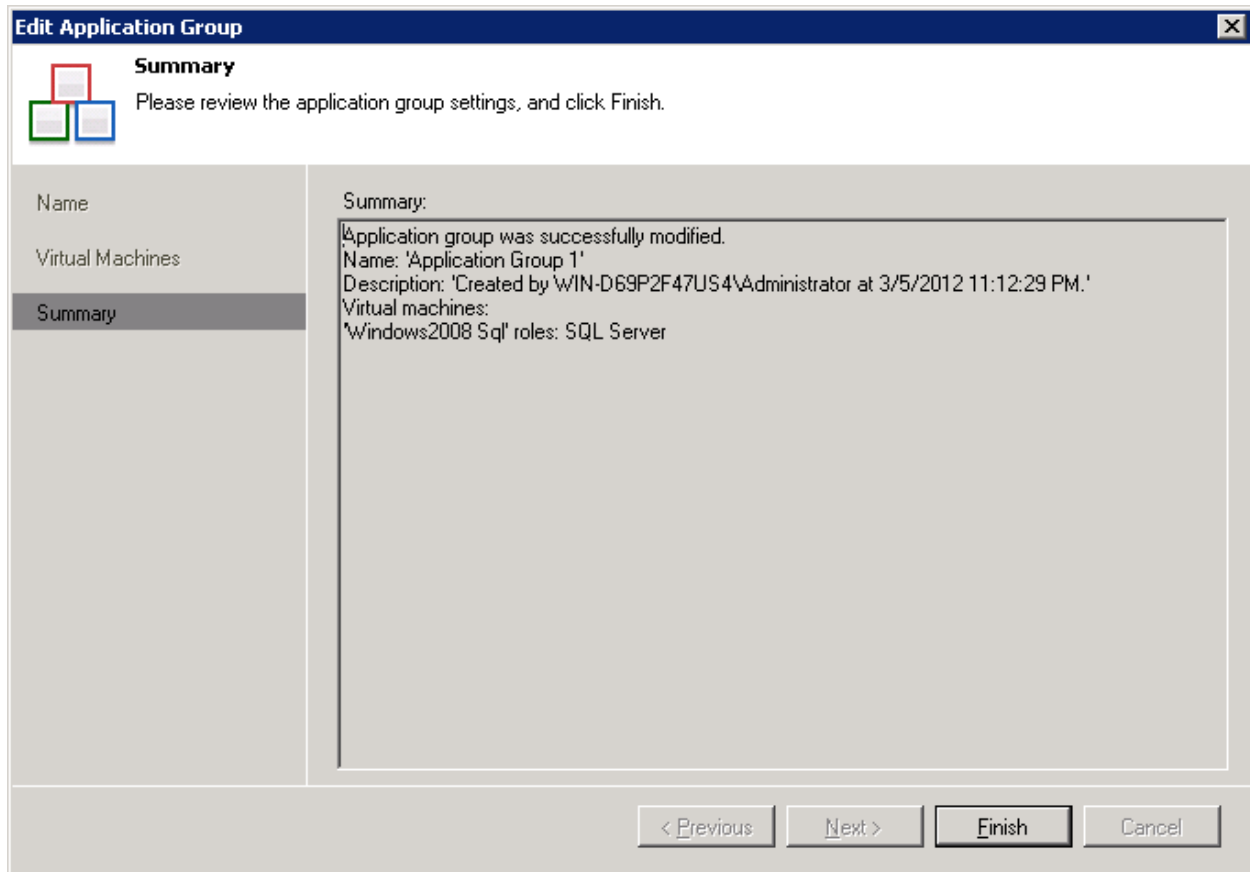 Edit Application Group
Summary
Please review the application group settings, and click Finish.
Name
Virtual Machines
Summary
Summary:
Application group was successfully modified.
Name: 'Application Group 1'
Description: 'Created by WIN-D69P2F47US4\Administrator at 3/5/2012 11:12:29 PM.'
Virtual machines:
'Windows2008 Sql' roles: SQL Server
< Previous
Next >
Finish
Cancel